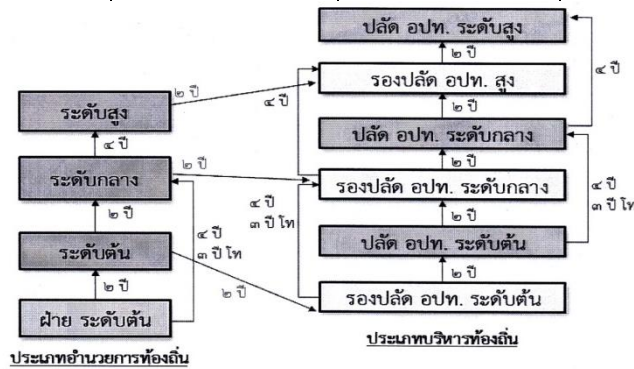 ปลัด อปท. ระดับสูง
๒ ปี
๔ ปี
รองปลัด อปท. สูง
๒ ปี
๔ ปี
๒ ปี
ระดับสูง
ปลัด อปท. ระดับกลาง
๔ ปี
๒ ปี
๒ ปี
ระดับกลาง
รองปลัด อปท. ระดับกลาง
๔ ปี
๓ ปี โท
๒ ปี
๔ ปี
๓ ปี โท
๒ ปี
๔ ปี
๓ ปี โท
ระดับต้น
ปลัด อปท. ระดับต้น
๒ ปี
๒ ปี
๒ ปี
ฝ่าย ระดับต้น
รองปลัด อปท. ระดับต้น
ประเภทอำนวยการท้องถิ่น
ประเภทบริหารท้องถิ่น